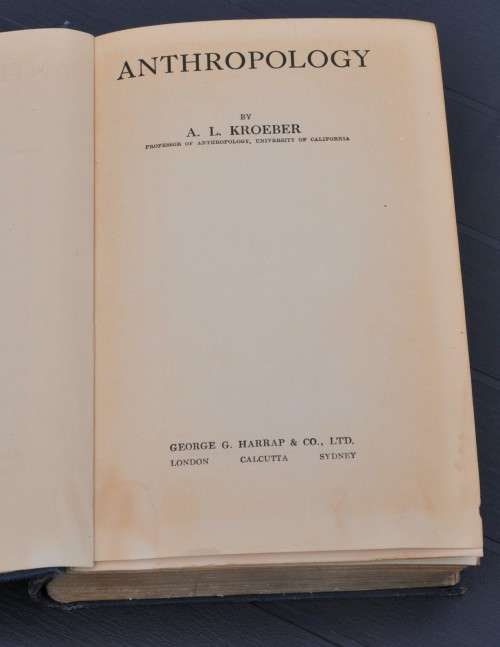 ANTHROPOLOGY
BY
A. L. KROEBER
PROFESSOR OF ANTHROPOLOGY, UNIVERSITY OF CALIFORNIA
GEORGE G. HARRAP & CO., LTD.
LONDON CALCUTTA SYDNEY